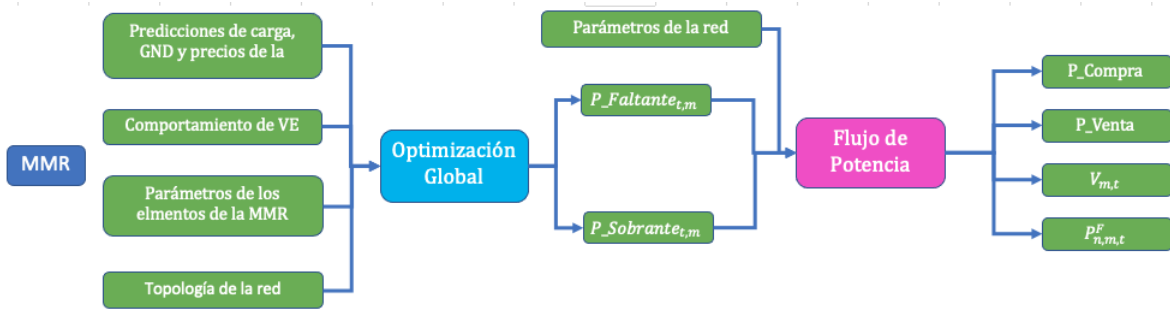 MMR
Predicciones de carga,
GND y precios de la
Comportamiento de VE
Parámetros de los
elmentos de la MMR
Topología de la red
Optimización
Global
Parámetros de la red
P_Faltante_{t,m}
P_Sobrante_{t,m}
Flujo de
Potencia
P_Compra
P_Venta
V_{m,t}
P^F_{n,m,t}